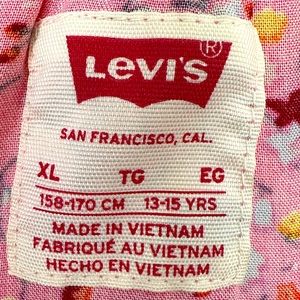 LEVI'S®
SAN FRANCISCO, CAL.
XL TG EG
158-170 CM 13-15 YRS
MADE IN VIETNAM
FABRIQUÉ AU VIETNAM
HECHO EN VIETNAM